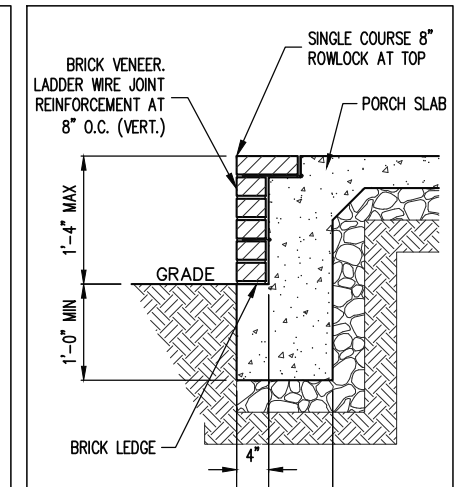 SINGLE COURSE 8"
ROWLOCK AT TOP
BRICK VENEER.
LADDER WIRE JOINT
REINFORCEMENT AT
8" O.C. (VERT.)
PORCH SLAB
1'-4" MAX
GRADE
1'-0" MIN
BRICK LEDGE
4"